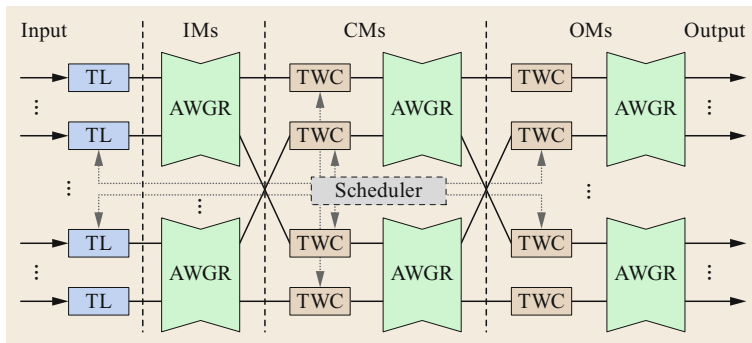 Input IMs CMs OMs Output
TL TWC TWC
AWGR AWGR AWGR
TL TWC TWC
Scheduler
TL TWC TWC
AWGR AWGR AWGR
TL TWC TWC